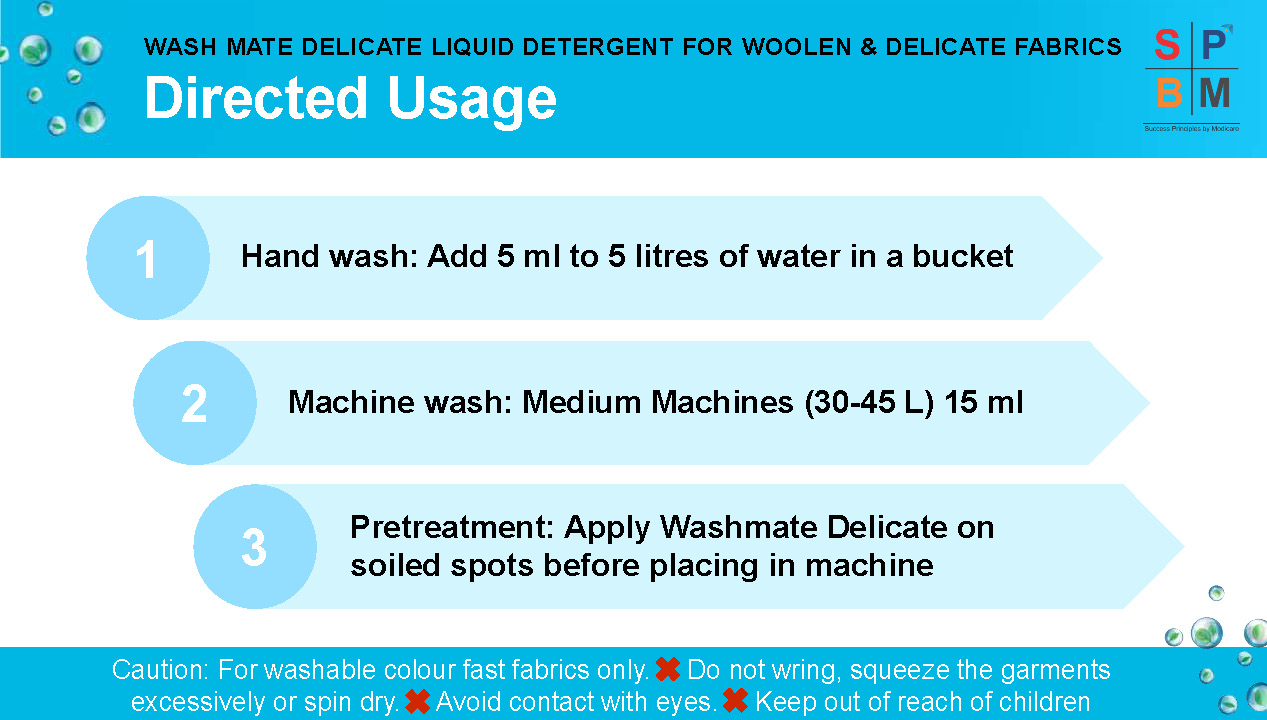 WASH MATE DELICATE LIQUID DETERGENT FOR WOOLEN & DELICATE FABRICS
Directed Usage
S P
B M
Success Principles by Modicare
1
Hand wash: Add 5 ml to 5 litres of water in a bucket
2
Machine wash: Medium Machines (30-45 L) 15 ml
3
Pretreatment: Apply Washmate Delicate on
soiled spots before placing in machine
Caution: For washable colour fast fabrics only. ✖ Do not wring, squeeze the garments
excessively or spin dry. ✖ Avoid contact with eyes. ✖ Keep out of reach of children